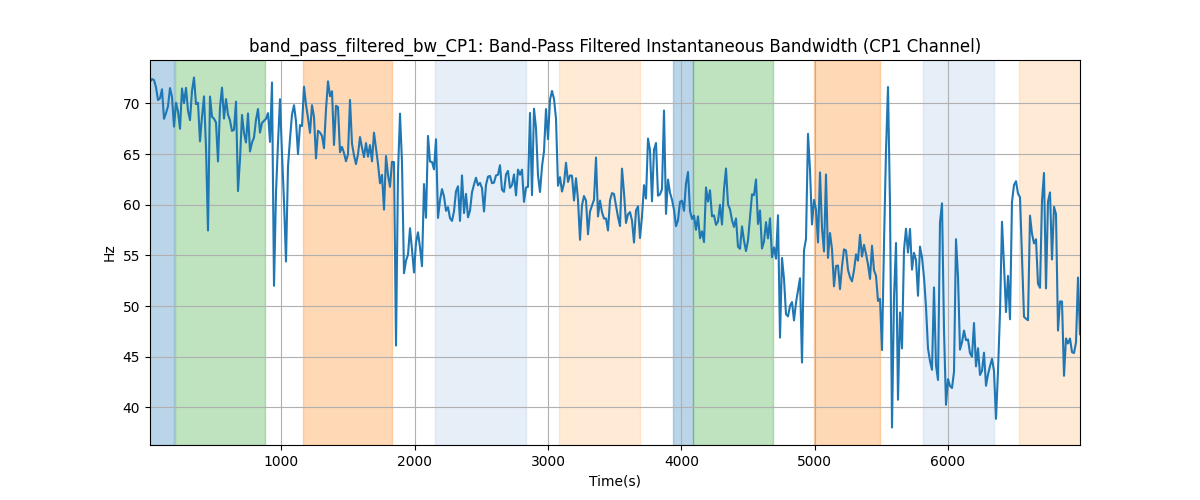 band_pass_filtered_bw_CP1: Band-Pass Filtered Instantaneous Bandwidth (CP1 Channel)
70
65
60
55
50
45
40
Hz
1000 2000 3000 4000 5000 6000
Time(s)